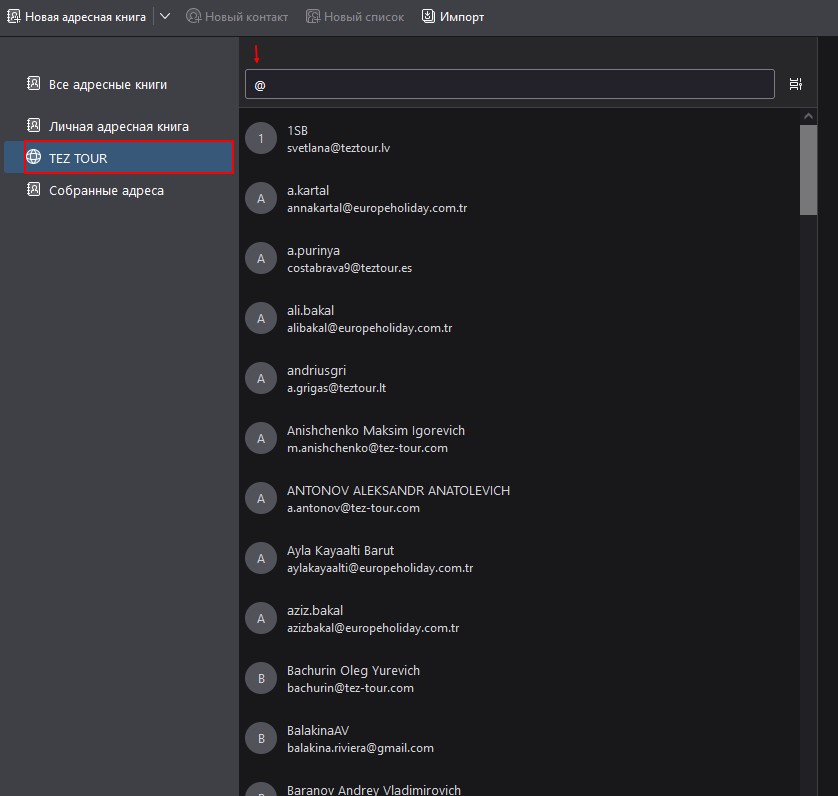 Новая адресная книга
Новый контакт
Новый список
Импорт
Все адресные книги
Личная адресная книга
TEZ TOUR
Собранные адреса
@
1
1SB
svetlana@teztour.lv
A
a.kartal
annakartal@europeholiday.com.tr
A
a.purinya
costabrava9@teztour.es
A
ali.bakal
alibakal@europeholiday.com.tr
A
andriusgri
a.grigas@teztour.lt
A
Anishchenko Maksim Igorevich
m.anishchenko@tez-tour.com
A
ANTONOV ALEKSANDR ANATOLEVICH
a.antonov@tez-tour.com
A
Ayla Kayaalti Barut
aylakayaalti@europeholiday.com.tr
A
aziz.bakal
azizbakal@europeholiday.com.tr
B
Bachurin Oleg Yurevich
bachurin@tez-tour.com
B
BalakinaAV
balakina.riviera@gmail.com
B
Baranov Andrey Vladimirovich